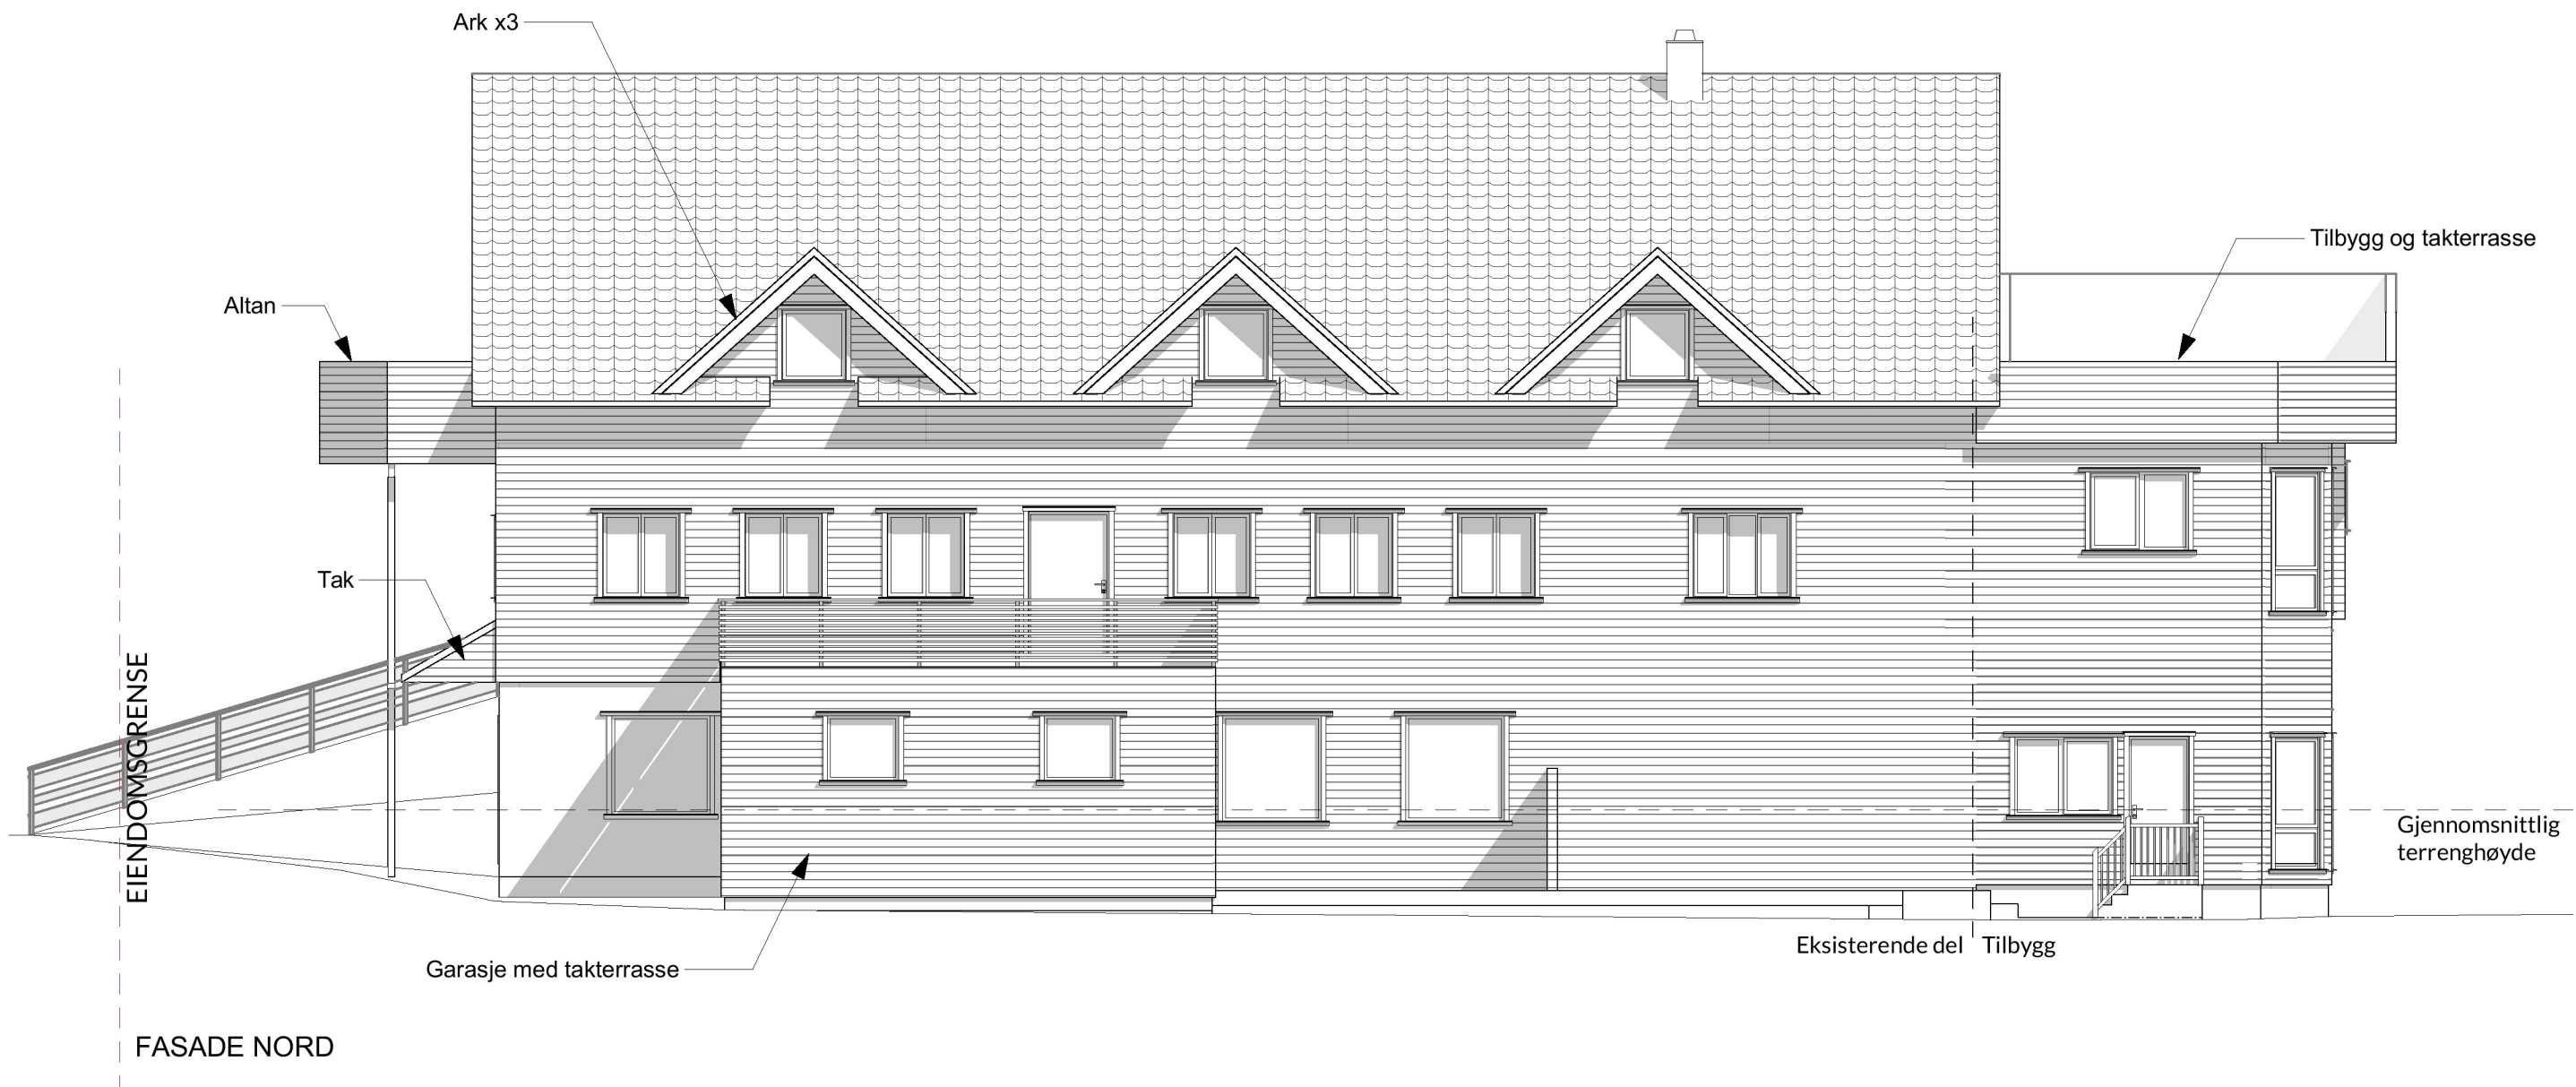 Ark x3
Tilbygg og takterrasse
Altan
Tak
EIENDOMSGRENSE
Gjennomsnittlig
terrenghøyde
Eksisterende del
Tilbygg
Garasje med takterrasse
FASADE NORD